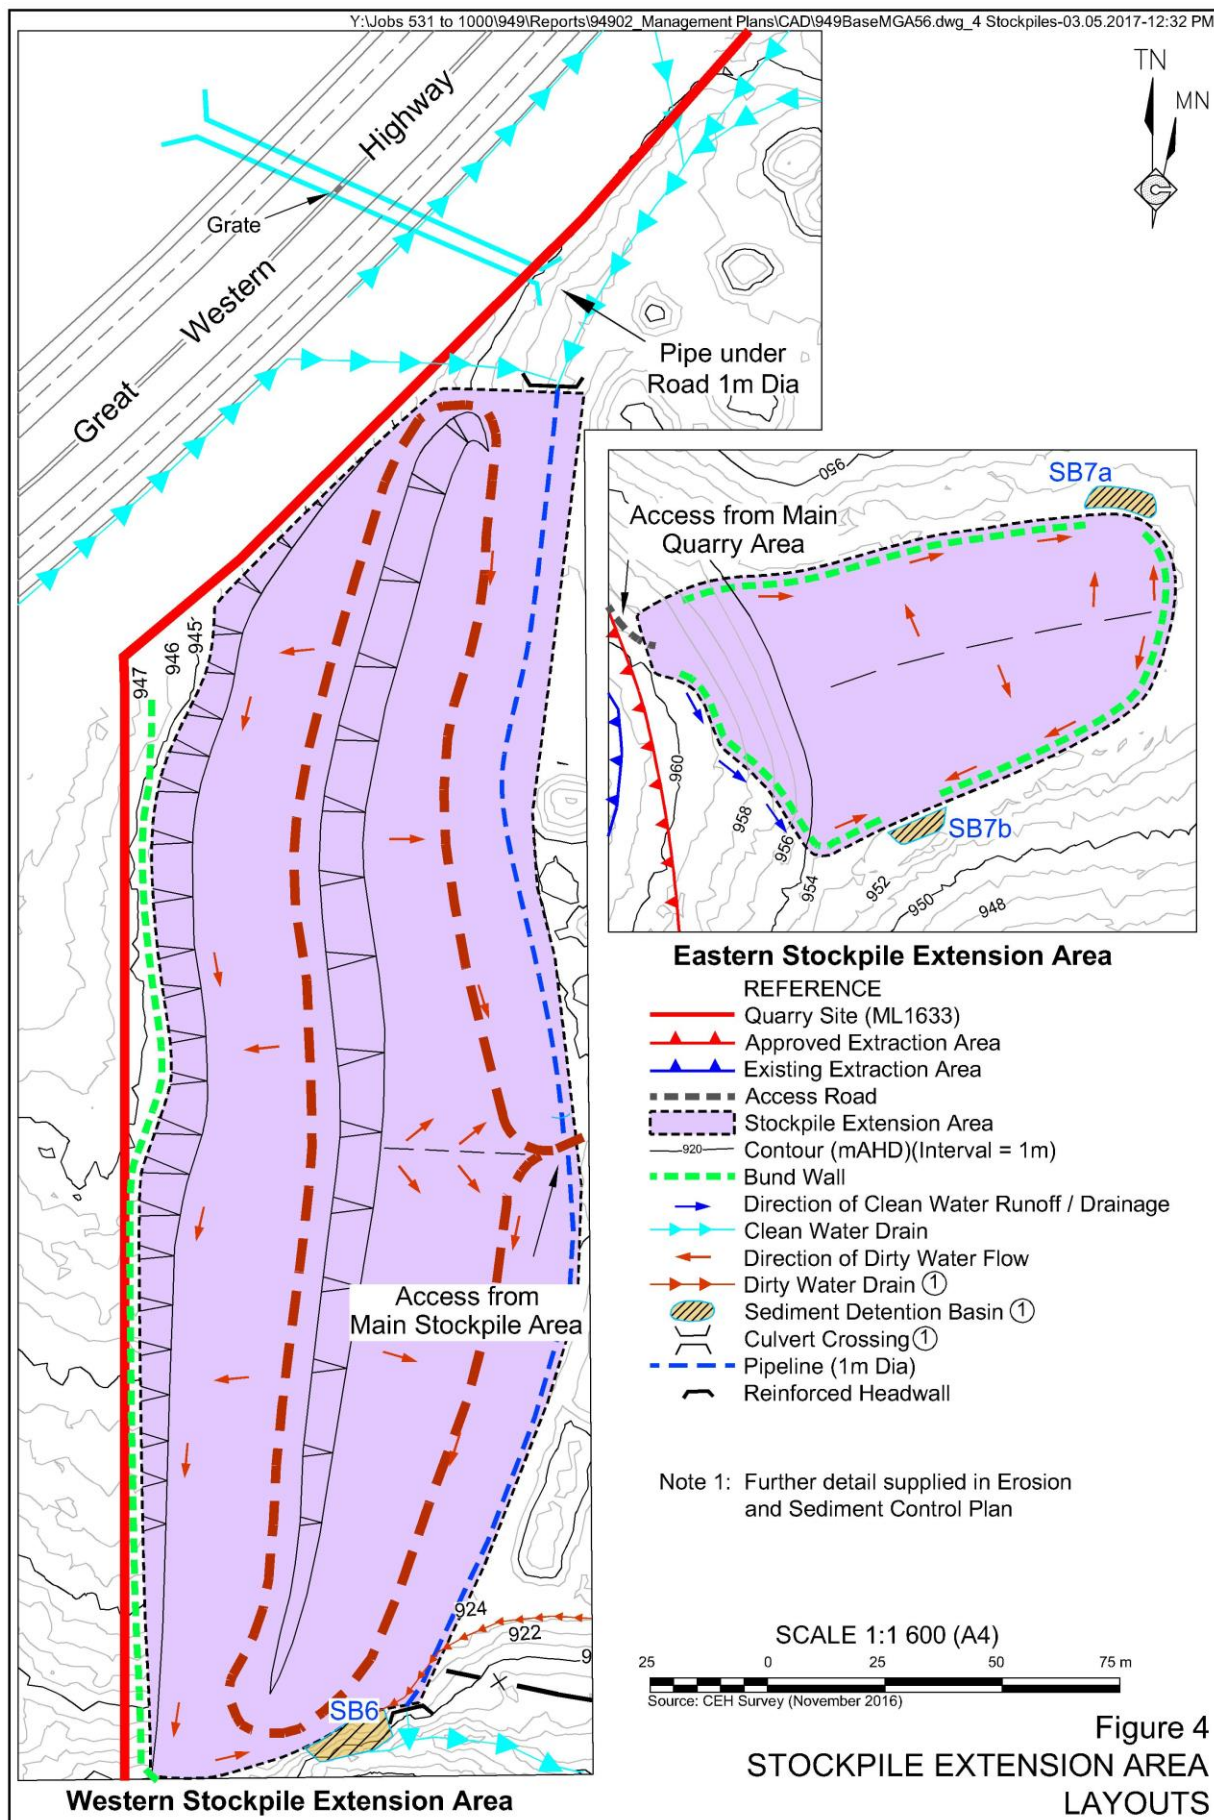 Y:\Jobs 531 to 1000\949\Reports\94902_Management Plans\CAD\949BaseMGA56.dwg_4 Stockpiles-03.05.2017-12:32 PM
TN
MN
Great Western Highway
Grate
Pipe under
Road 1m Dia
950
SB7a
Access from Main
Quarry Area
947
946
945
960
958
956
954
952
950
948
SB7b
Eastern Stockpile Extension Area
REFERENCE
Quarry Site (ML1633)
Approved Extraction Area
Existing Extraction Area
Access Road
Stockpile Extension Area
920
Contour (mAHD)(Interval = 1m)
Bund Wall
Direction of Clean Water Runoff / Drainage
Clean Water Drain
Direction of Dirty Water Flow
Dirty Water Drain 1
Sediment Detention Basin 1
Culvert Crossing 1
Pipeline (1m Dia)
Reinforced Headwall
Access from
Main Stockpile Area
Note 1: Further detail supplied in Erosion
and Sediment Control Plan
924
922
9
SB6
SCALE 1:1 600 (A4)
25 0 25 50 75 m
Source: CEH Survey (November 2016)
Western Stockpile Extension Area
Figure 4
STOCKPILE EXTENSION AREA
LAYOUTS